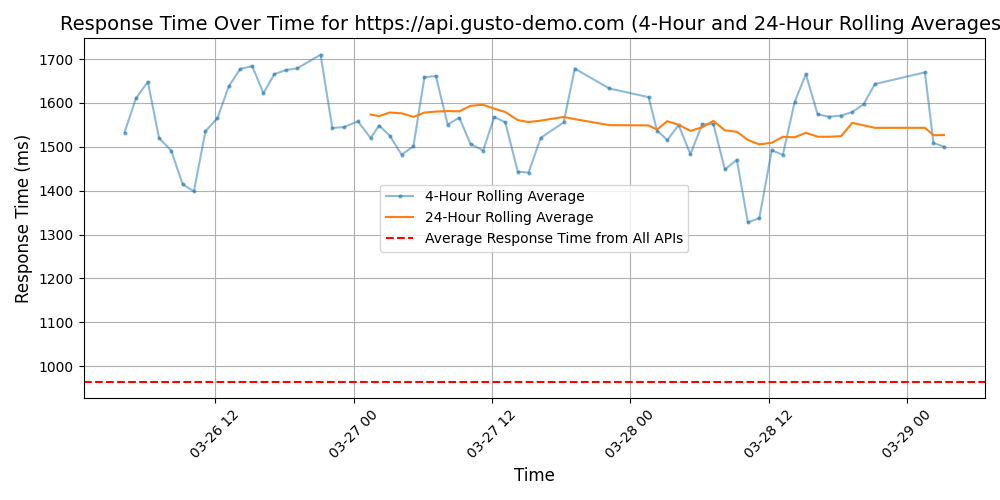 Response Time Over Time for https://api.gusto-demo.com (4-Hour and 24-Hour Rolling Averages
Response Time (ms)
1700
1600
1500
1400
1300
1200
1100
1000
4-Hour Rolling Average
24-Hour Rolling Average
Average Response Time from All APIs
03-26 12
03-27 00
03-27 12
03-28 00
03-28 12
03-29 00
Time